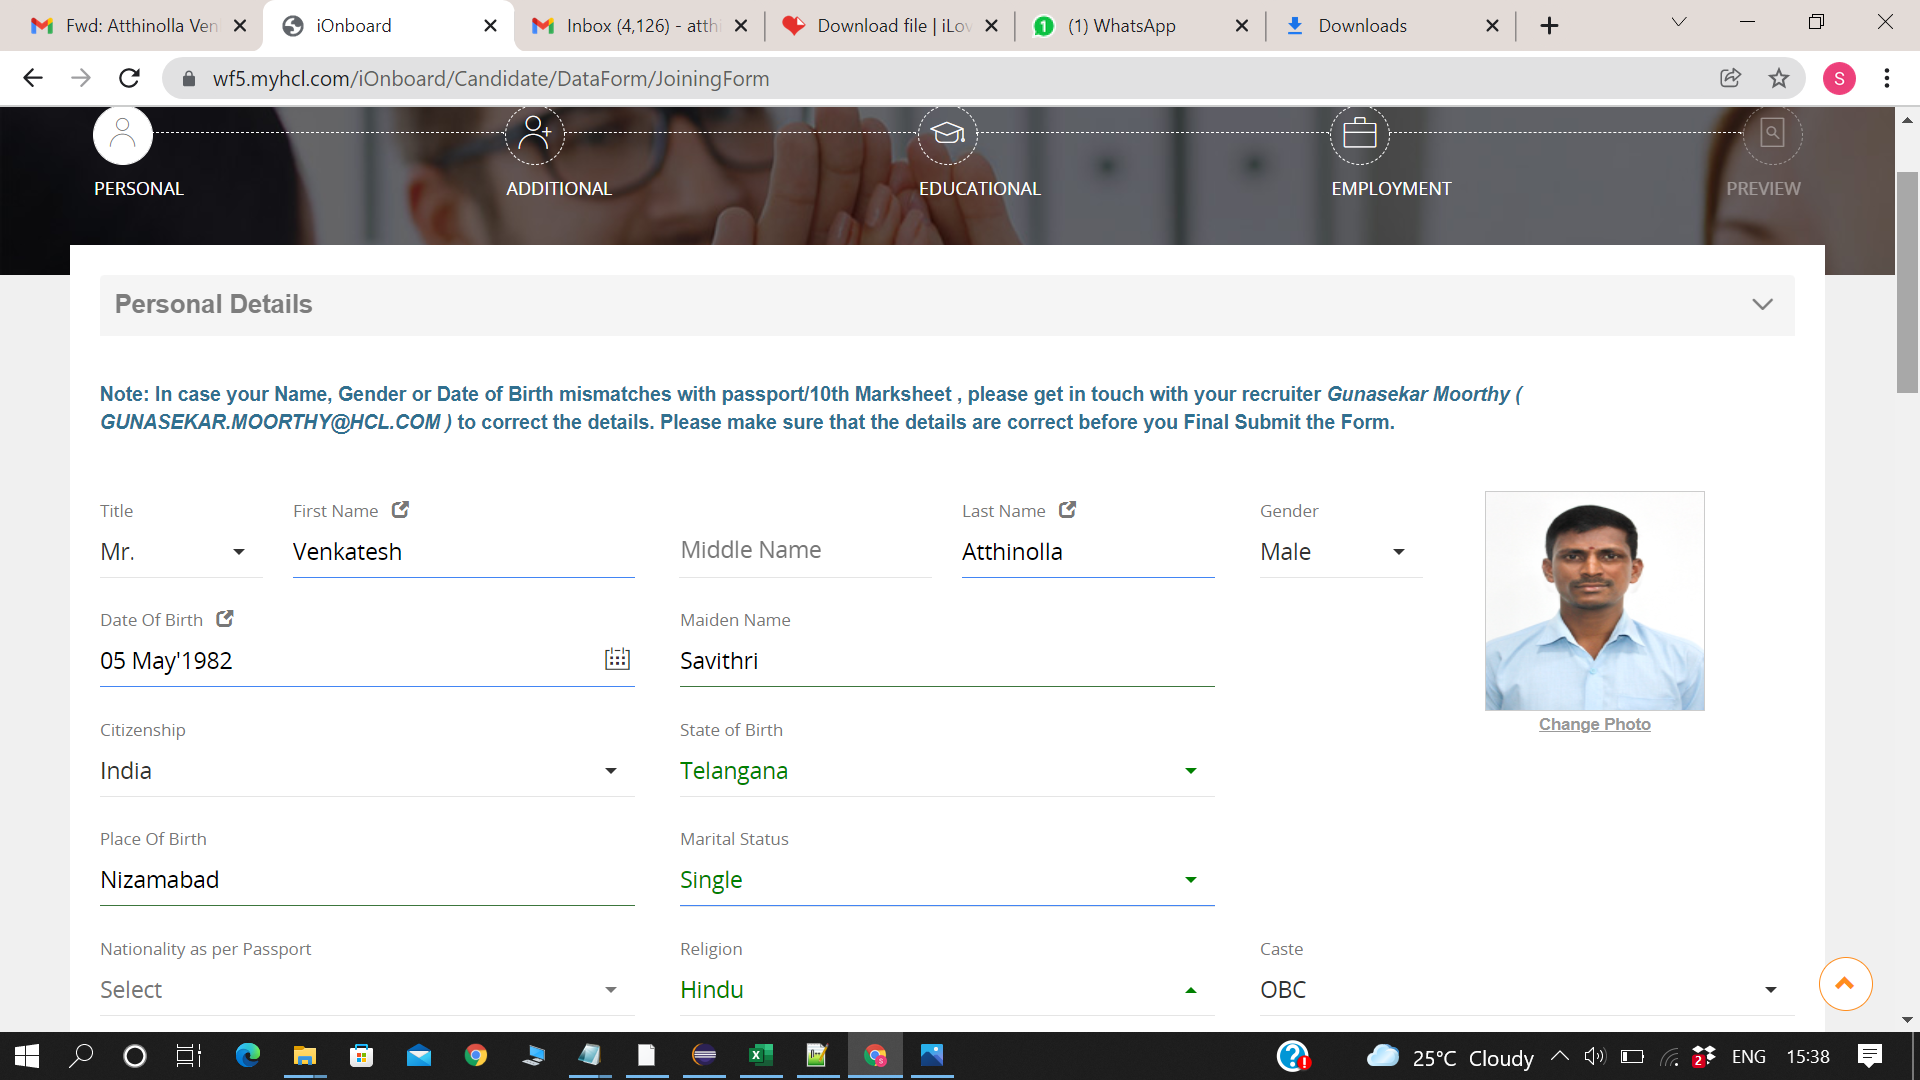 Fwd: Atthinolla Ven
iOnboard
Inbox (4,126) - atthi
Download file | iLov
1 (1) WhatsApp
Downloads
wf5.myhcl.com/iOnboard/Candidate/DataForm/JoiningForm
S
PERSONAL
ADDITIONAL
EDUCATIONAL
EMPLOYMENT
PREVIEW
Personal Details
Note: In case your Name, Gender or Date of Birth mismatches with passport/10th Marksheet , please get in touch with your recruiter Gunasekar Moorthy (
GUNASEKAR.MOORTHY@HCL.COM ) to correct the details. Please make sure that the details are correct before you Final Submit the Form.
Title
First Name
Last Name
Gender
Mr.
Venkatesh
Middle Name
Atthinolla
Male
Date Of Birth
Maiden Name
05 May'1982
Savithri
Change Photo
Citizenship
State of Birth
India
Telangana
Place Of Birth
Marital Status
Nizamabad
Single
Nationality as per Passport
Religion
Caste
Select
Hindu
OBC
25°C Cloudy
2
ENG
15:38